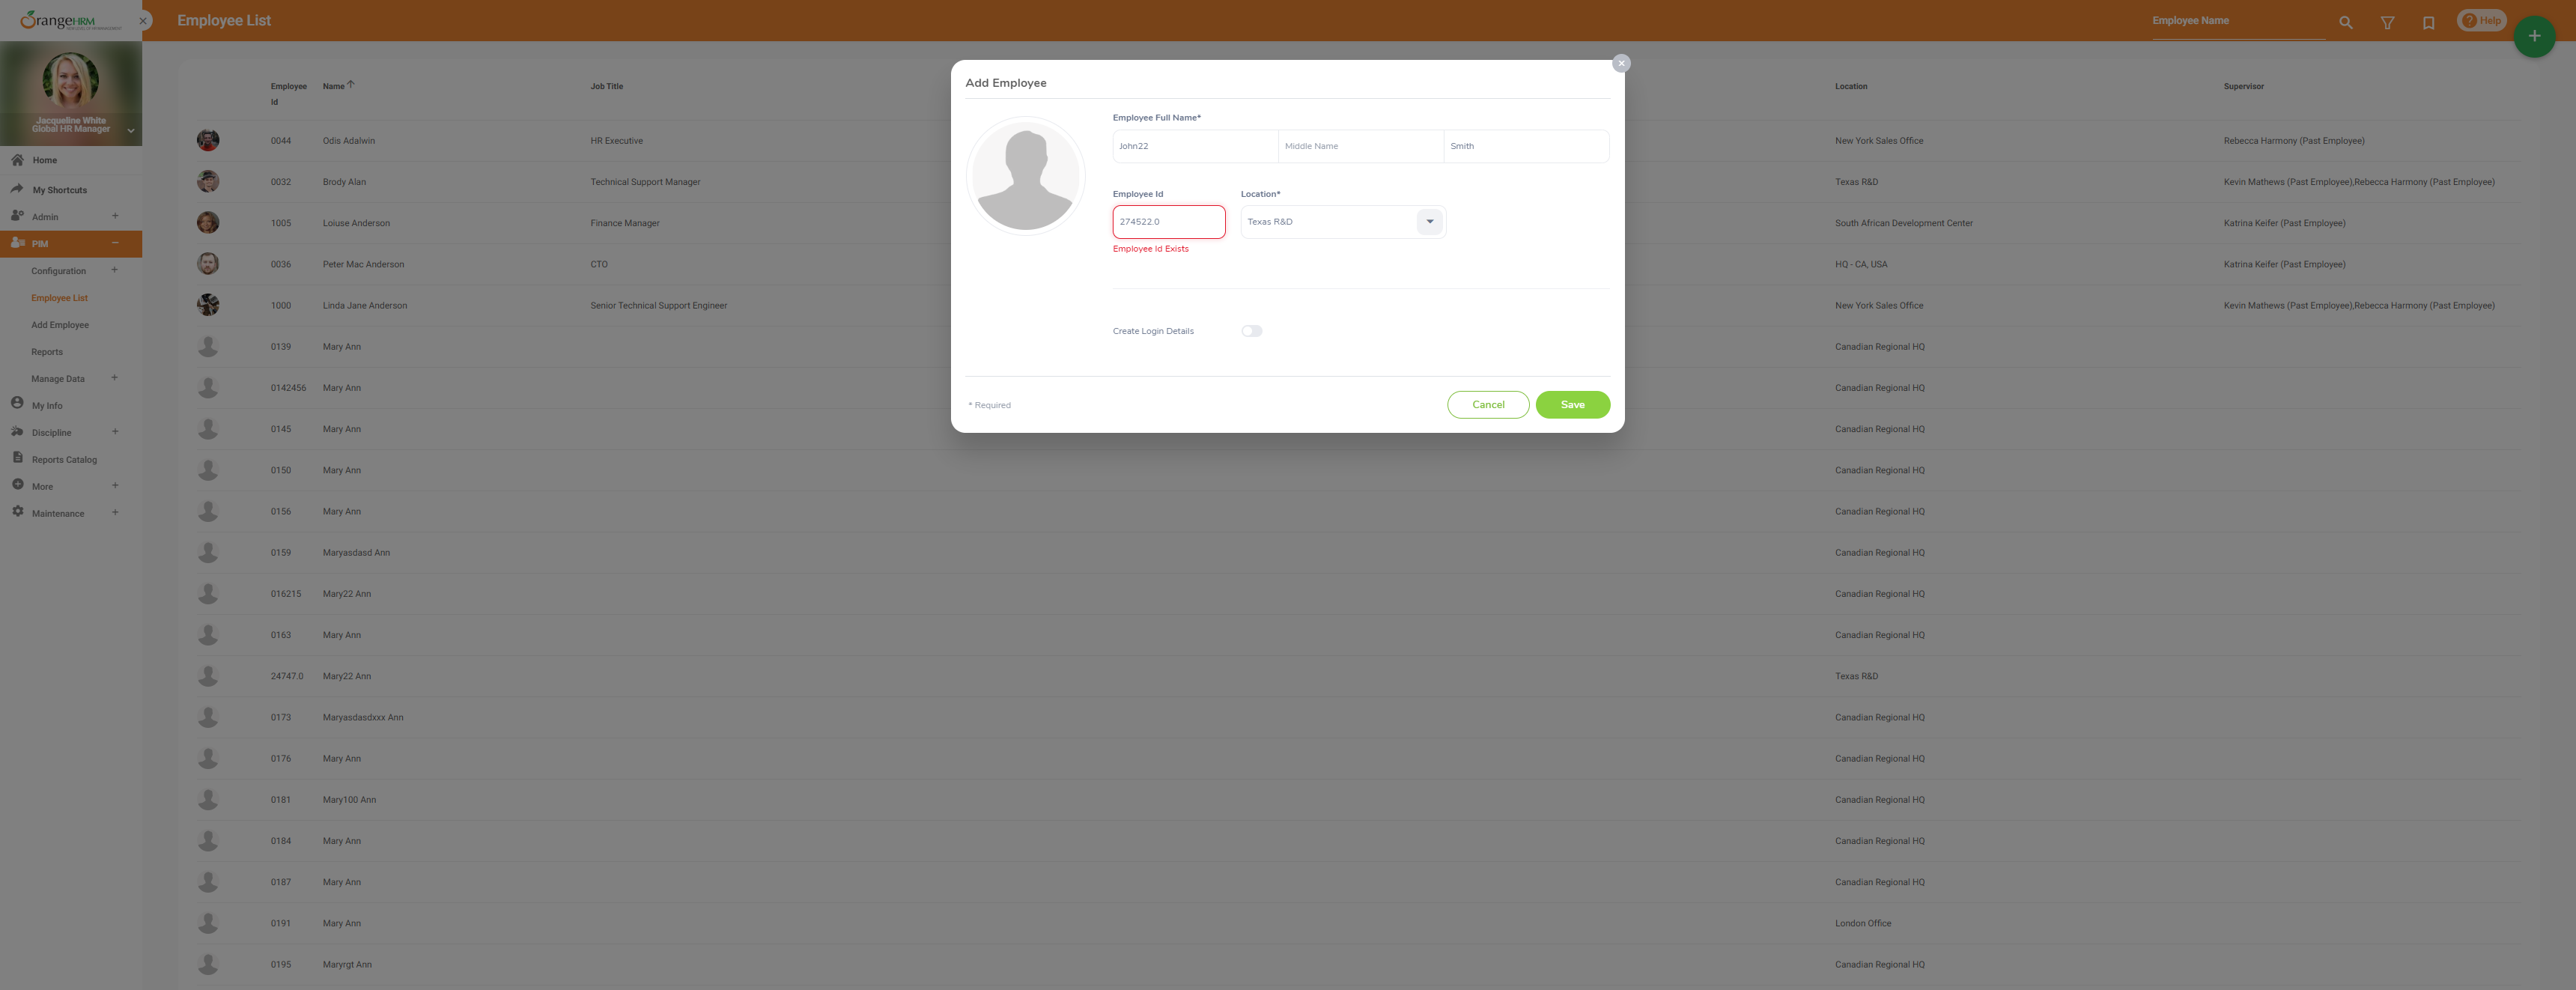 OrangeHRM
Employee List
Employee Name
Help
Jacqueline White
Global HR Manager
Home
My Shortcuts
Admin
PIM
Configuration
Employee List
Add Employee
Reports
Manage Data
My Info
Discipline
Reports Catalog
More
Maintenance
Add Employee
Employee Full Name*
John22 Middle Name Smith
Employee Id Location*
274522.0 Texas R&D
Employee Id Exists
Create Login Details
* Required Cancel Save
Employee Id Name Job Title Location Supervisor
0044 Odis Adalwin HR Executive New York Sales Office Rebecca Harmony (Past Employee)
0032 Brody Alan Technical Support Manager Texas R&D Kevin Mathews (Past Employee),Rebecca Harmony (Past Employee)
1005 Loiuse Anderson Finance Manager South African Development Center Katrina Keifer (Past Employee)
0036 Peter Mac Anderson CTO HQ - CA, USA Katrina Keifer (Past Employee)
1000 Linda Jane Anderson Senior Technical Support Engineer New York Sales Office Kevin Mathews (Past Employee),Rebecca Harmony (Past Employee)
0139 Mary Ann Canadian Regional HQ
0142456 Mary Ann Canadian Regional HQ
0145 Mary Ann Canadian Regional HQ
0150 Mary Ann Canadian Regional HQ
0156 Mary Ann Canadian Regional HQ
0159 Maryasdasd Ann Canadian Regional HQ
016215 Mary22 Ann Canadian Regional HQ
0163 Mary Ann Canadian Regional HQ
24747.0 Mary22 Ann Texas R&D
0173 Maryasdasdxxx Ann Canadian Regional HQ
0176 Mary Ann Canadian Regional HQ
0181 Mary100 Ann Canadian Regional HQ
0184 Mary Ann Canadian Regional HQ
0187 Mary Ann Canadian Regional HQ
0191 Mary Ann London Office
0195 Maryrgt Ann Canadian Regional HQ